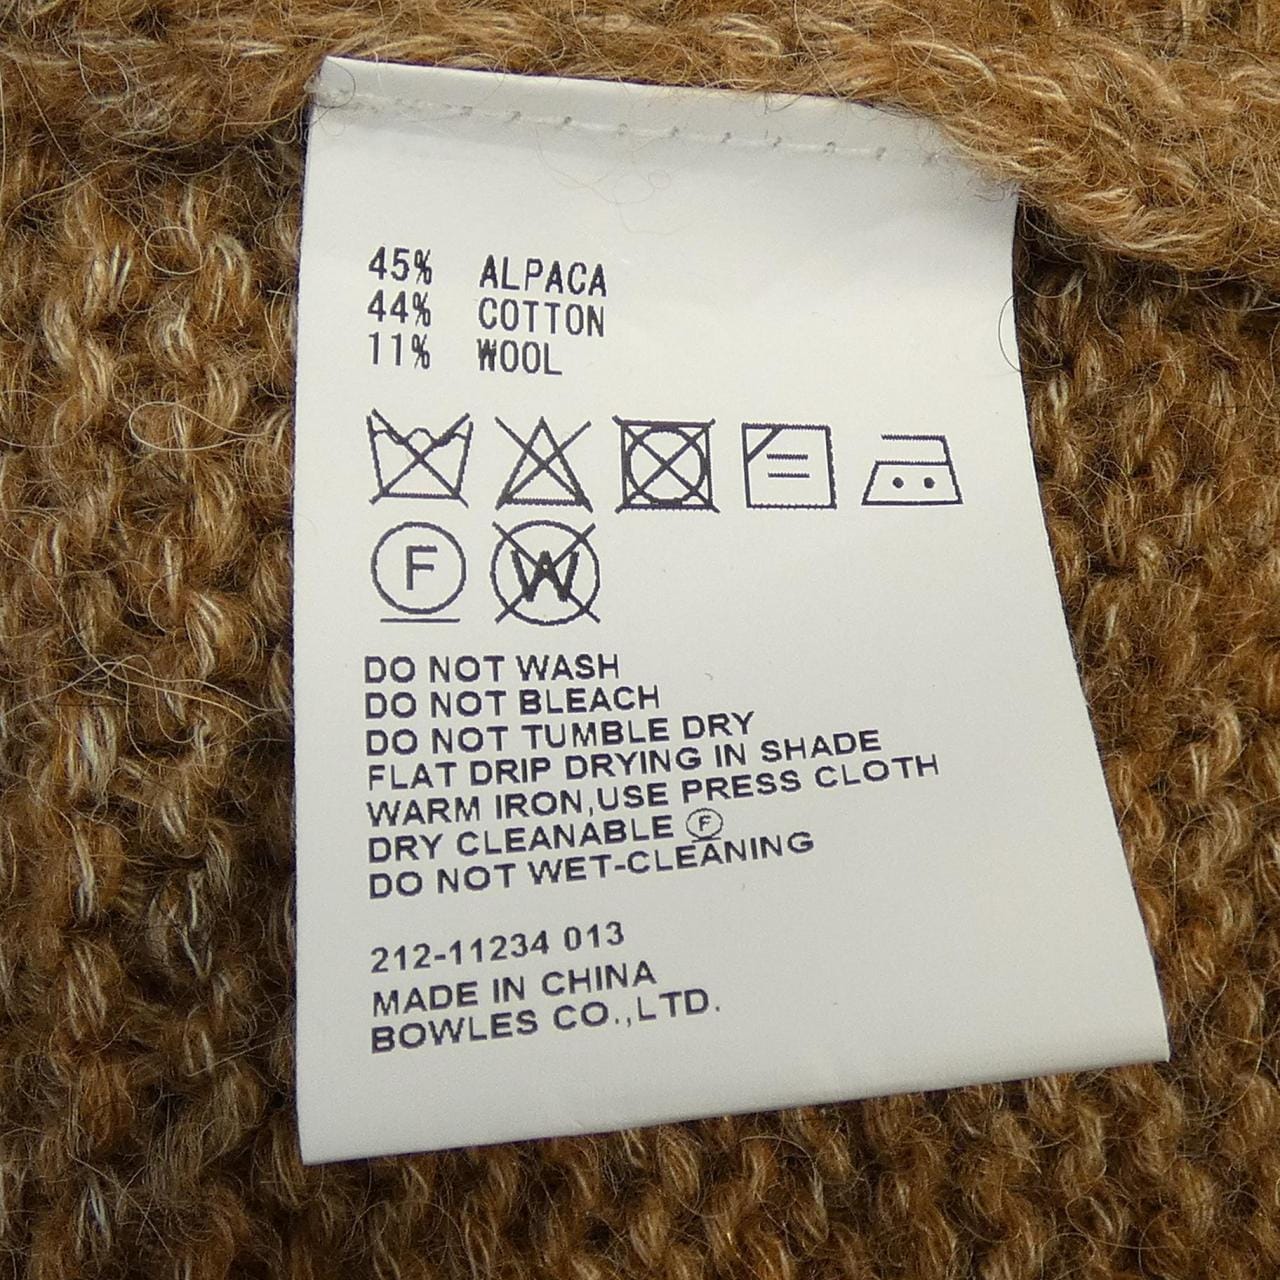 45% ALPACA
44% COTTON
11% WOOL
F W
DO NOT WASH
DO NOT BLEACH
DO NOT TUMBLE DRY
FLAT DRIP DRYING IN SHADE
WARM IRON,USE PRESS CLOTH
DRY CLEANABLE Ⓕ
DO NOT WET-CLEANING
212-11234 013
MADE IN CHINA
BOWLES CO.,LTD.